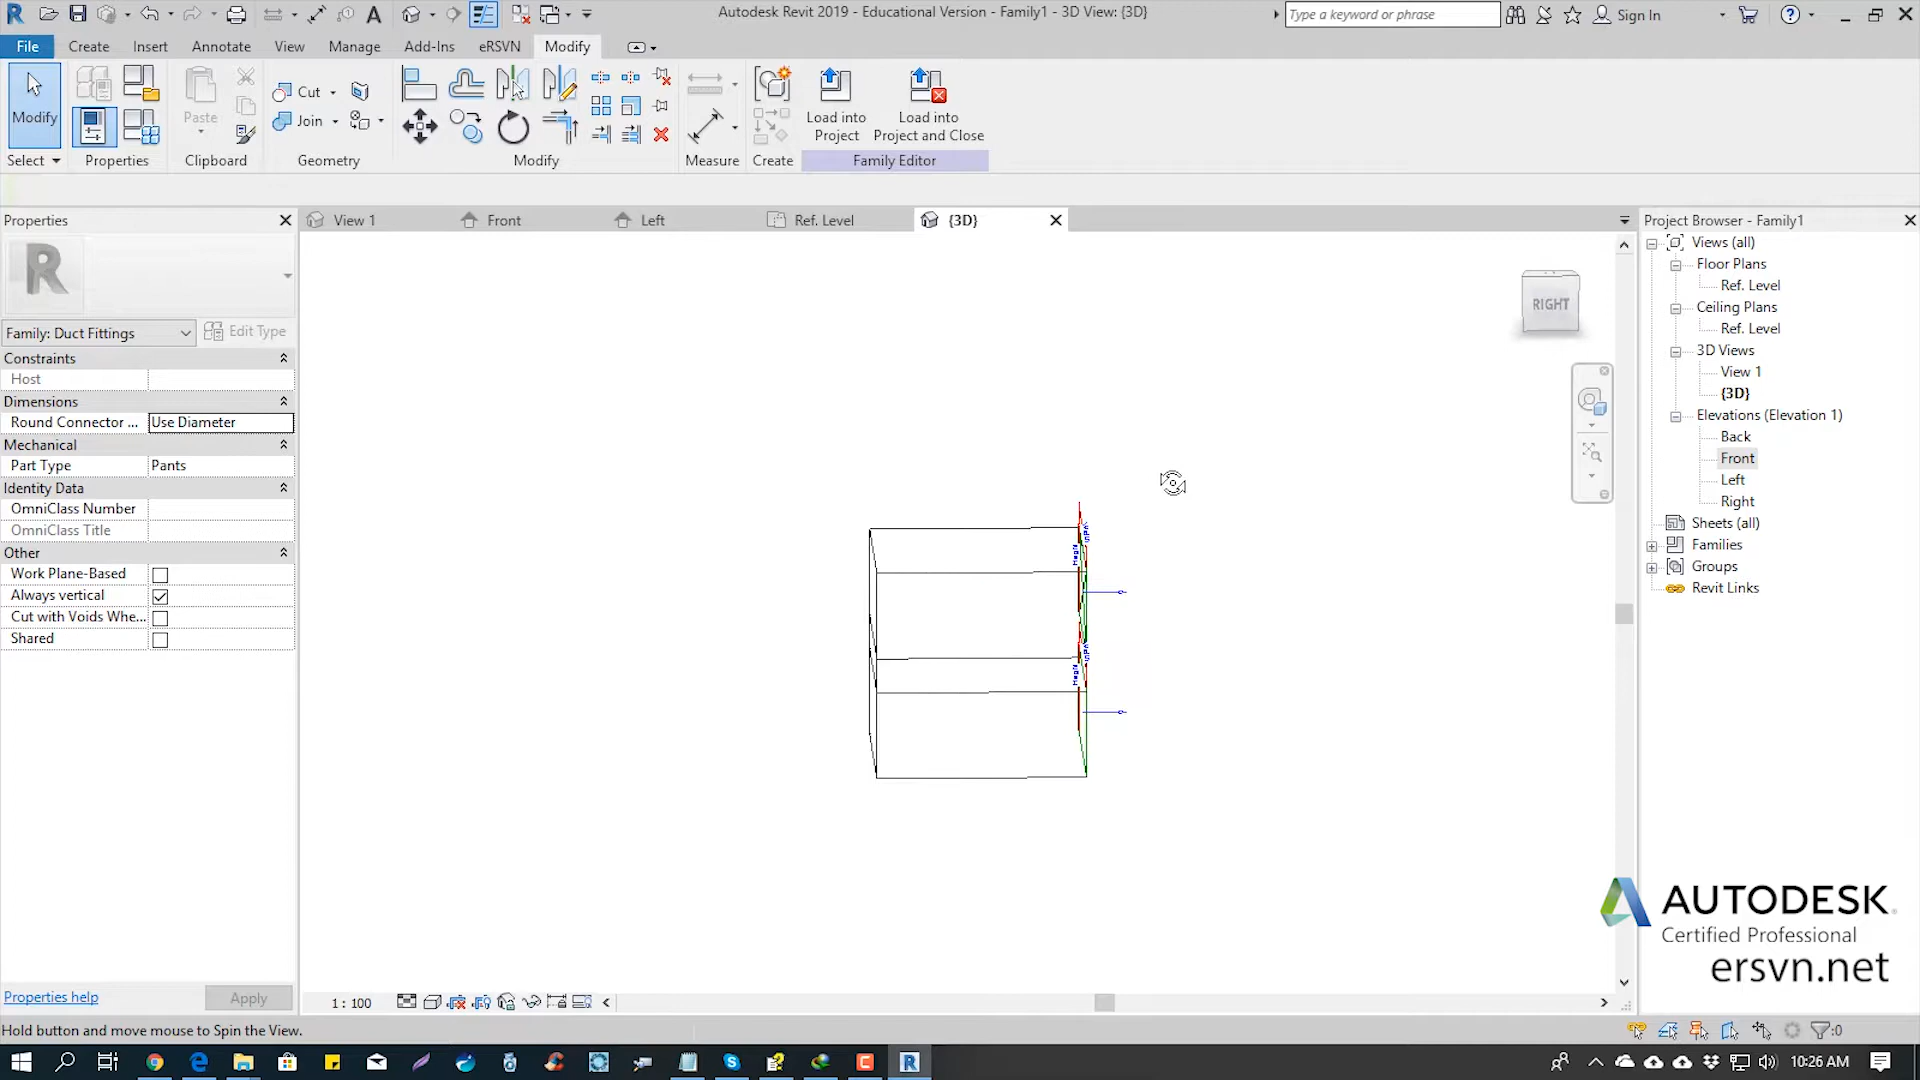 Autodesk Revit 2019 - Educational Version - Family1 - 3D View: {3D}
Type a keyword or phrase
Sign In
File
Create
Insert
Annotate
View
Manage
Add-Ins
eRSVN
Modify
Modify
Paste
Cut
Join
Load into
Project
Load into
Project and Close
Select
Properties
Clipboard
Geometry
Modify
Measure
Create
Family Editor
Properties
View 1
Front
Left
Ref. Level
{3D}
Project Browser - Family1
Family: Duct Fittings
Edit Type
Constraints
Host
Dimensions
Round Connector ...
Use Diameter
Mechanical
Part Type
Pants
Identity Data
OmniClass Number
OmniClass Title
Other
Work Plane-Based
Always vertical
Cut with Voids Whe...
Shared
RIGHT
Views (all)
Floor Plans
Ref. Level
Ceiling Plans
Ref. Level
3D Views
View 1
{3D}
Elevations (Elevation 1)
Back
Front
Left
Right
Sheets (all)
Families
Groups
Revit Links
AUTODESK
Certified Professional
ersvn.net
Properties help
Apply
1 : 100
Hold button and move mouse to Spin the View.
:0
10:26 AM